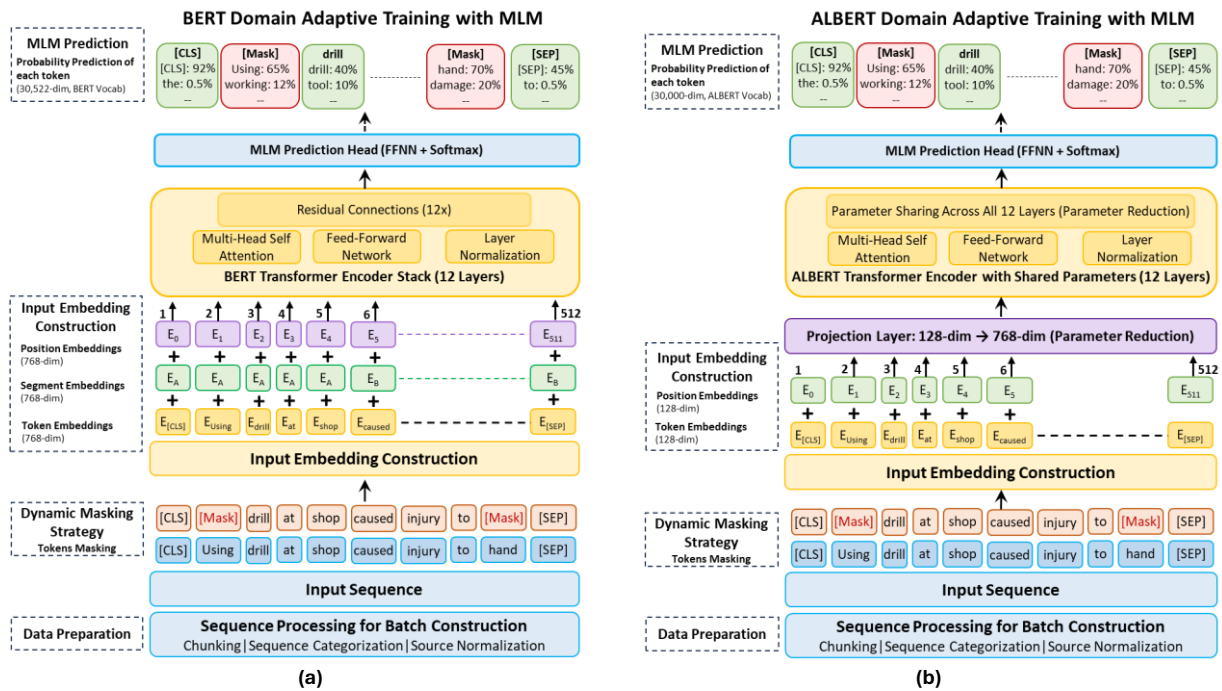 BERT Domain Adaptive Training with MLM
MLM Prediction
Probability Prediction of
each token
(30,522-dim, BERT Vocab)
[CLS]
[CLS]: 92%
the: 0.5%
--
[Mask]
Using: 65%
working: 12%
--
drill
drill: 40%
tool: 10%
--
[Mask]
hand: 70%
damage: 20%
--
[SEP]
[SEP]: 45%
to: 0.5%
--
MLM Prediction Head (FFNN + Softmax)
Residual Connections (12x)
Multi-Head Self
Attention
Feed-Forward
Network
Layer
Normalization
BERT Transformer Encoder Stack (12 Layers)
Input Embedding
Construction
Position Embeddings
(768-dim)
Segment Embeddings
(768-dim)
Token Embeddings
(768-dim)
1 2 3 4 5 6 512
E0 E1 E2 E3 E4 E5 E511
+ + + + + + +
EA EA EA EA EA EB EB
+ + + + + + +
E[CLS] EUsing Edrill Eat Eshop Ecaused E[SEP]
Input Embedding Construction
Dynamic Masking
Strategy
Tokens Masking
[CLS] [Mask] drill at shop caused injury to [Mask] [SEP]
[CLS] Using drill at shop caused injury to hand [SEP]
Input Sequence
Data Preparation
Sequence Processing for Batch Construction
Chunking|Sequence Categorization|Source Normalization
(a)
ALBERT Domain Adaptive Training with MLM
MLM Prediction
Probability Prediction of
each token
(30,000-dim, ALBERT Vocab)
[CLS]
[CLS]: 92%
the: 0.5%
--
[Mask]
Using: 65%
working: 12%
--
drill
drill: 40%
tool: 10%
--
[Mask]
hand: 70%
damage: 20%
--
[SEP]
[SEP]: 45%
to: 0.5%
--
MLM Prediction Head (FFNN + Softmax)
Parameter Sharing Across All 12 Layers (Parameter Reduction)
Multi-Head Self
Attention
Feed-Forward
Network
Layer
Normalization
ALBERT Transformer Encoder with Shared Parameters (12 Layers)
Projection Layer: 128-dim → 768-dim (Parameter Reduction)
Input Embedding
Construction
Position Embeddings
(128-dim)
Token Embeddings
(128-dim)
1 2 3 4 5 6 512
E0 E1 E2 E3 E4 E5 E511
+ + + + + + +
E[CLS] EUsing Edrill Eat Eshop Ecaused E[SEP]
Input Embedding Construction
Dynamic Masking
Strategy
Tokens Masking
[CLS] [Mask] drill at shop caused injury to [Mask] [SEP]
[CLS] Using drill at shop caused injury to hand [SEP]
Input Sequence
Data Preparation
Sequence Processing for Batch Construction
Chunking|Sequence Categorization|Source Normalization
(b)